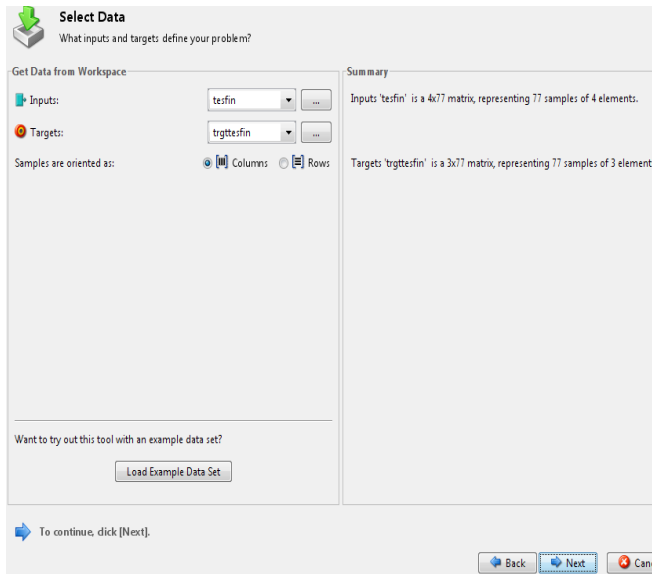 Select Data
What inputs and targets define your problem?
Get Data from Workspace
Inputs: tesfin ...
Targets: trgttesfin ...
Samples are oriented as: Columns Rows
Want to try out this tool with an example data set?
Load Example Data Set
Summary
Inputs 'tesfin' is a 4x77 matrix, representing 77 samples of 4 elements.
Targets 'trgttesfin' is a 3x77 matrix, representing 77 samples of 3 element
To continue, click [Next].
Back Next Canc